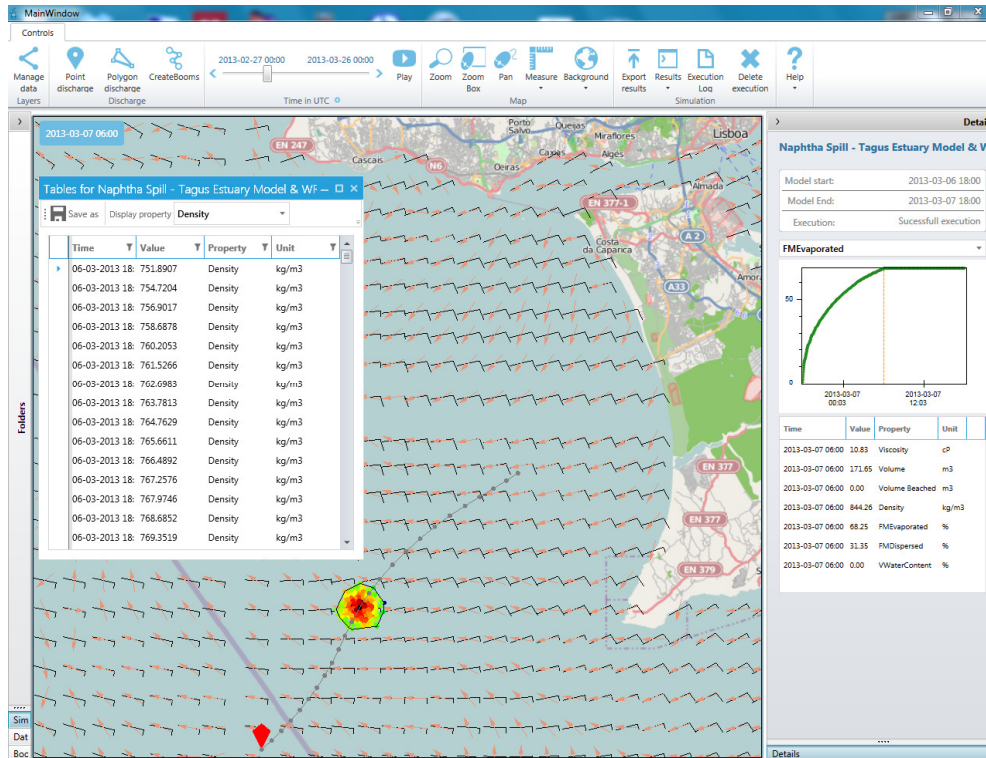 MainWindow
Controls
2013-02-27 00:00 2013-03-26 00:00
Manage data
Point discharge
Polygon discharge
CreateBooms
Play
Zoom
Zoom Box
Pan
Measure
Background
Export results
Results
Execution Log
Delete execution
Help
Layers
Discharge
Time in UTC
Map
Simulation
2013-03-07 06:00
EN 247
Porto Salvo
Queijas
Miraflores
Lisboa
Cascais
N6
Oeiras
Caxias
Algés
Almada
EN 377-1
Costa da Caparica
A 2
A33
Amor
EN 377
EN 377
EN 379
S
Folders
Sim
Dat
Boc
Tables for Naphtha Spill - Tagus Estuary Model & WF
Save as Display property Density
Time Value Property Unit
06-03-2013 18: 751.8907 Density kg/m3
06-03-2013 18: 754.7204 Density kg/m3
06-03-2013 18: 756.9017 Density kg/m3
06-03-2013 18: 758.6878 Density kg/m3
06-03-2013 18: 760.2053 Density kg/m3
06-03-2013 18: 761.5266 Density kg/m3
06-03-2013 18: 762.6983 Density kg/m3
06-03-2013 18: 763.7813 Density kg/m3
06-03-2013 18: 764.7629 Density kg/m3
06-03-2013 18: 765.6611 Density kg/m3
06-03-2013 18: 766.4892 Density kg/m3
06-03-2013 18: 767.2576 Density kg/m3
06-03-2013 18: 767.9746 Density kg/m3
06-03-2013 18: 768.6852 Density kg/m3
06-03-2013 18: 769.3519 Density kg/m3
Detai
Naphtha Spill - Tagus Estuary Model & W
Model start: 2013-03-06 18:00
Model End: 2013-03-07 18:00
Execution: Sucessfull execution
FMEvaporated
50
0
2013-03-07 00:03
2013-03-07 12:03
Time Value Property Unit
2013-03-07 06:00 10.83 Viscosity cP
2013-03-07 06:00 171.65 Volume m3
2013-03-07 06:00 0.00 Volume Beached m3
2013-03-07 06:00 844.26 Density kg/m3
2013-03-07 06:00 68.25 FMEvaporated %
2013-03-07 06:00 31.35 FMDispersed %
2013-03-07 06:00 0.00 VWaterContent %
Details